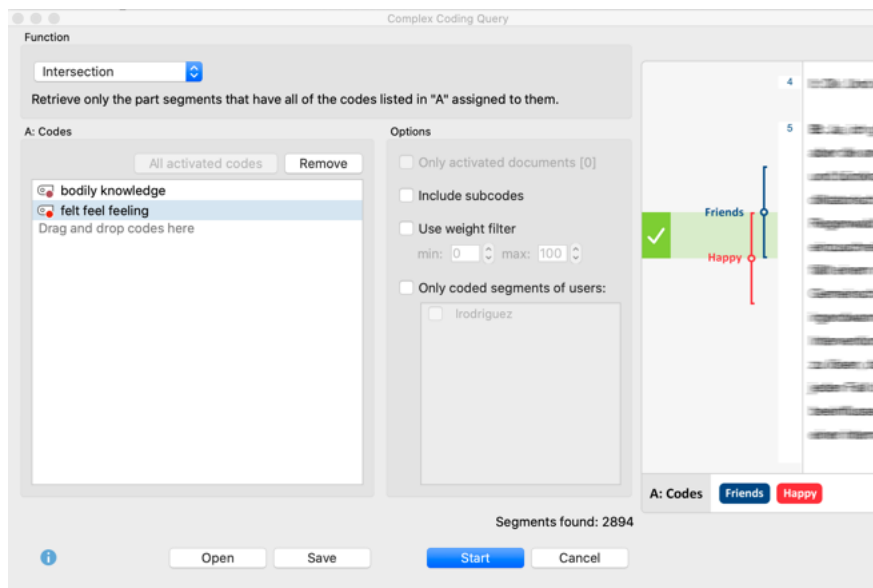 Complex Coding Query
Function
Intersection
Retrieve only the part segments that have all of the codes listed in "A" assigned to them.
A: Codes
All activated codes
Remove
bodily knowledge
felt feel feeling
Drag and drop codes here
Options
Only activated documents [0]
Include subcodes
Use weight filter
min: 0 max: 100
Only coded segments of users:
lrodriguez
4
5
Friends
Happy
A: Codes Friends Happy
Segments found: 2894
Open
Save
Start
Cancel